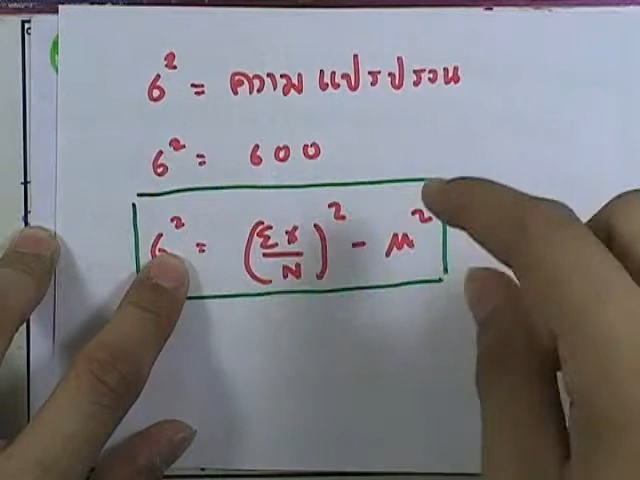 σ² = ความแปรปรวน
σ² = 600
σ² = (Σx/N)² - μ²